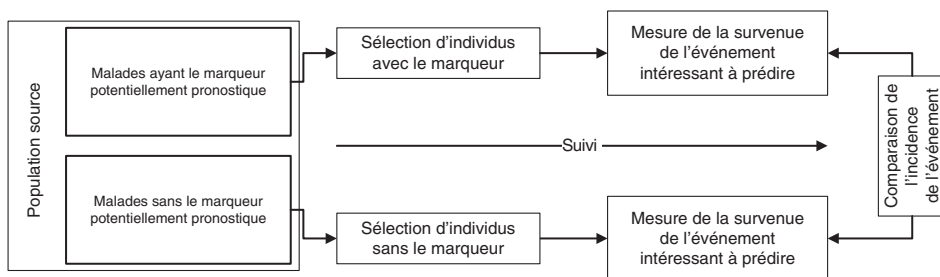 Population source
Malades ayant le marqueur
potentiellement pronostique
Sélection d'individus
avec le marqueur
Mesure de la survenue
de l'événement
intéressant à prédire
Suivi
Comparaison de
l'incidence
de l'événement
Malades sans le marqueur
potentiellement pronostique
Sélection d'individus
sans le marqueur
Mesure de la survenue
de l'événement
intéressant à prédire